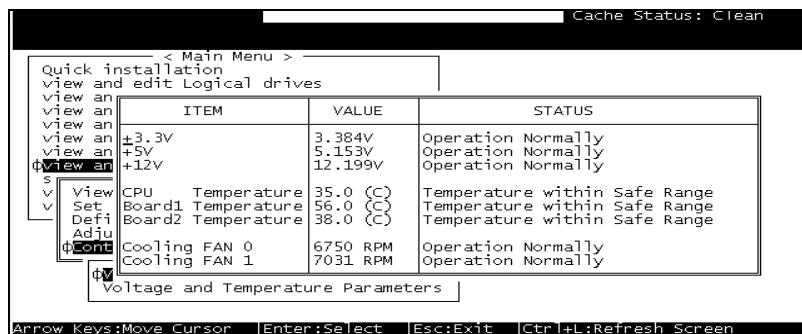 Cache Status: Clean
< Main Menu >
Quick installation
view and edit Logical drives
view an
view an
view an
view an
view an
view an
s
v
v
ITEM VALUE STATUS
+3.3V 3.384V Operation Normally
+5V 5.153V Operation Normally
+12V 12.199V Operation Normally
CPU Temperature 35.0 (C) Temperature within Safe Range
Board1 Temperature 56.0 (C) Temperature within Safe Range
Board2 Temperature 38.0 (C) Temperature within Safe Range
Cooling FAN 0 6750 RPM Operation Normally
Cooling FAN 1 7031 RPM Operation Normally
View
Set
Defi
Adju
Cont
V
Voltage and Temperature Parameters
Arrow Keys:Move Cursor |Enter:Select |Esc:Exit |Ctrl+L:Refresh Screen